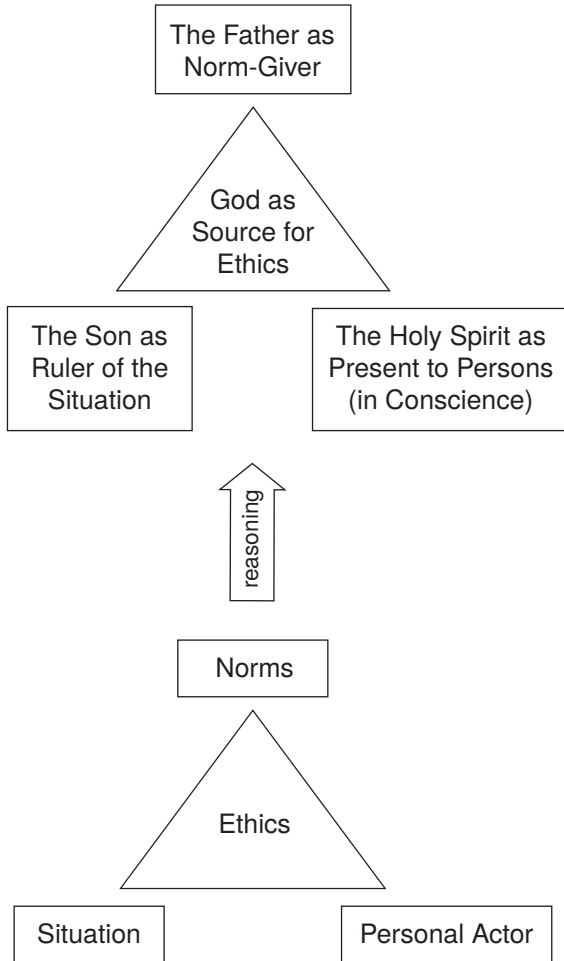 The Father as
Norm-Giver
God as
Source for
Ethics
The Son as
Ruler of the
Situation
The Holy Spirit as
Present to Persons
(in Conscience)
reasoning
Norms
Ethics
Situation
Personal Actor